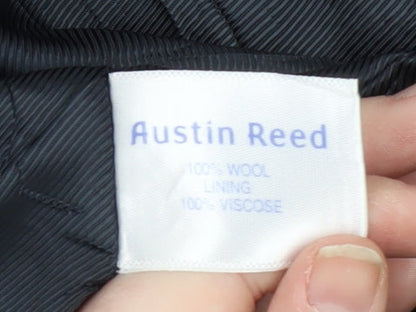 Austin Reed
100% WOOL
LINING
100% VISCOSE